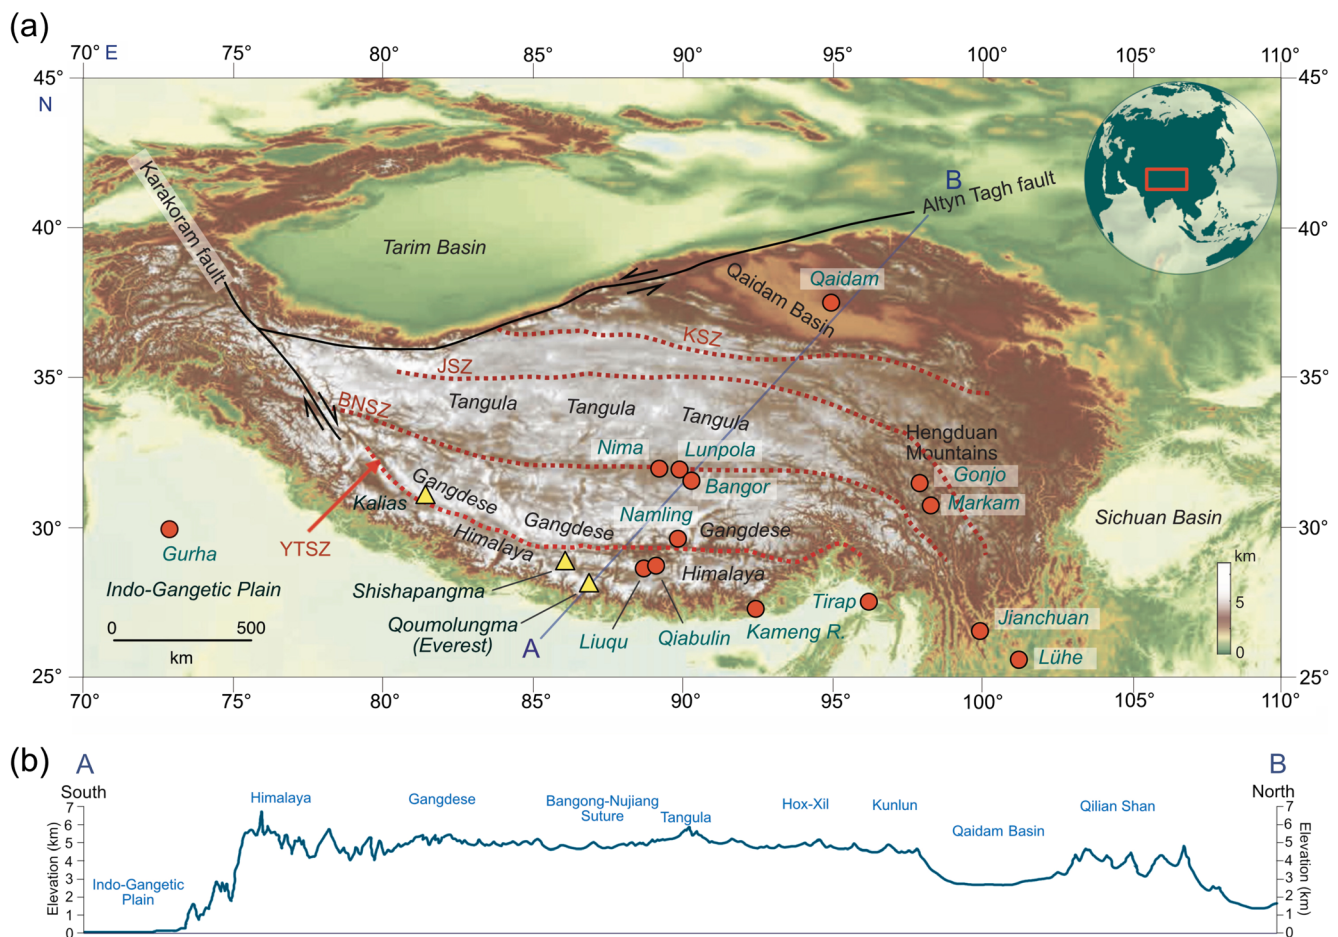 (a)
70° E 75° 80° 85° 90° 95° 100° 105° 110°
45° 45°
N
Karakoram fault
B
Altyn Tagh fault
40° 40°
Tarim Basin
Qaidam
Qaidam Basin
KSZ
JSZ
35° 35°
BNSZ
Tangula Tangula Tangula
Hengduan
Mountains
Nima Lunpola
Gonjo
Bangor
Markam
Kalias
Gangdese
Namling
Sichuan Basin
30° 30°
Gangdese Gangdese
YTSZ
Himalaya
Gurha
km
Himalaya
5
0
Indo-Gangetic Plain
Shishapangma
Tirap
Jianchuan
0 500
km
Qoumolungma
(Everest)
A
Liuqu
Qiabulin
Kameng R.
Lühe
25° 25°
70° 75° 80° 85° 90° 95° 100° 105° 110°
(b)
A B
South North
Himalaya
Gangdese
Bangong-Nujiang
Suture
Tangula
Hox-Xil
Kunlun
Qaidam Basin
Qilian Shan
Indo-Gangetic
Plain
Elevation (km)
7
6
5
4
3
2
1
0
7
6
5
4
3
2
1
0
Elevation (km)